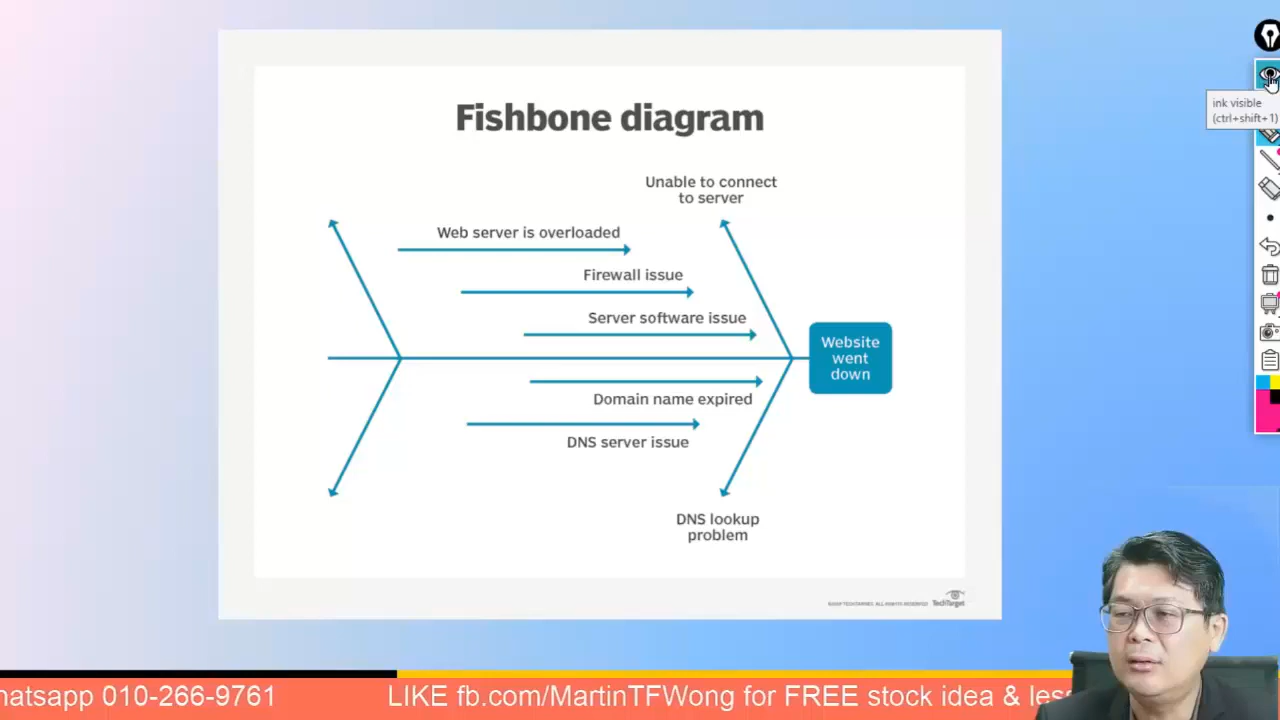 Fishbone diagram
Unable to connect
to server
Web server is overloaded
Firewall issue
Server software issue
Website
went
down
Domain name expired
DNS server issue
DNS lookup
problem
TechTarget
ink visible
(ctrl+shift+1)
hatsapp 010-266-9761
LIKE fb.com/MartinTFWong for FREE stock idea & les